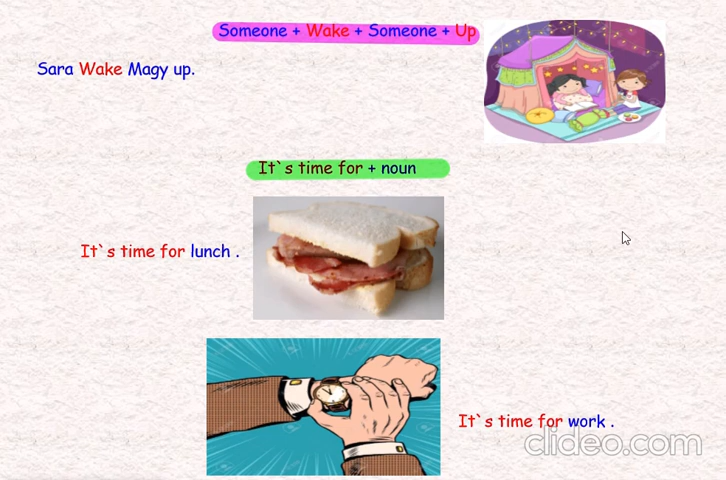 Someone + Wake + Someone + Up
Sara Wake Magy up.
It`s time for + noun
It`s time for lunch .
It`s time for work .
clideo.com